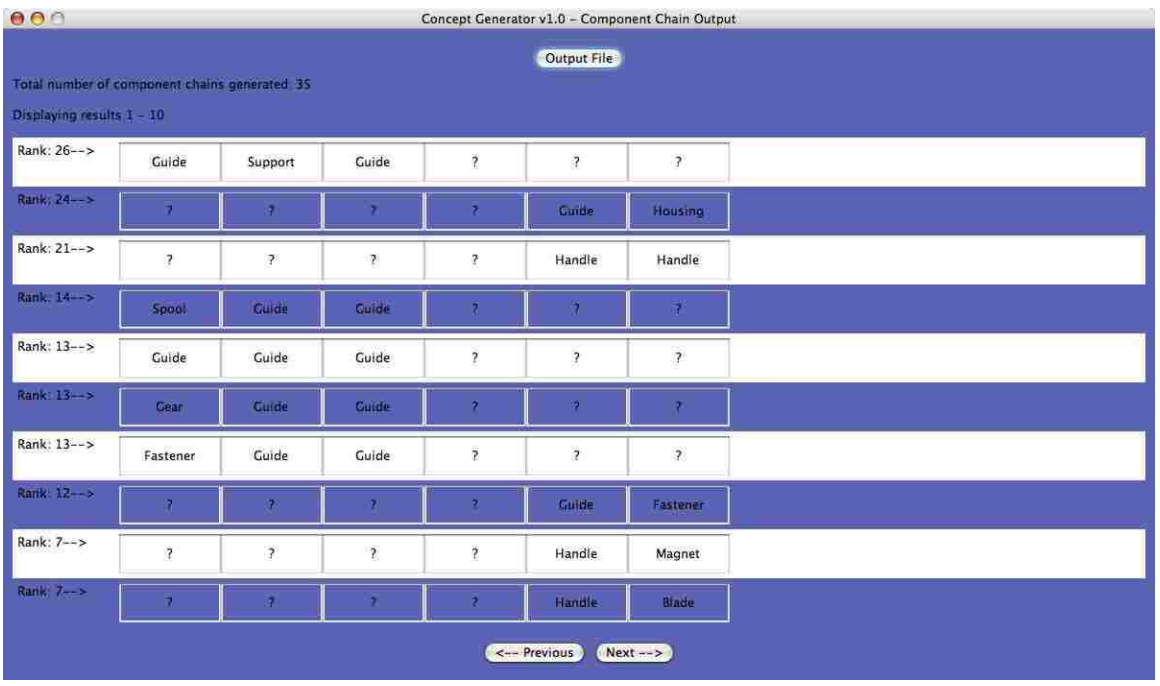 Concept Generator v1.0 – Component Chain Output
Output File
Total number of component chains generated: 35
Displaying results 1 – 10
Rank: 26--> Guide Support Guide ? ? ?
Rank: 24--> ? ? ? ? Guide Housing
Rank: 21--> ? ? ? ? Handle Handle
Rank: 14--> Spool Guide Guide ? ? ?
Rank: 13--> Guide Guide Guide ? ? ?
Rank: 13--> Gear Guide Guide ? ? ?
Rank: 13--> Fastener Guide Guide ? ? ?
Rank: 12--> ? ? ? ? Guide Fastener
Rank: 7--> ? ? ? ? Handle Magnet
Rank: 7--> ? ? ? ? Handle Blade
<-- Previous Next -->